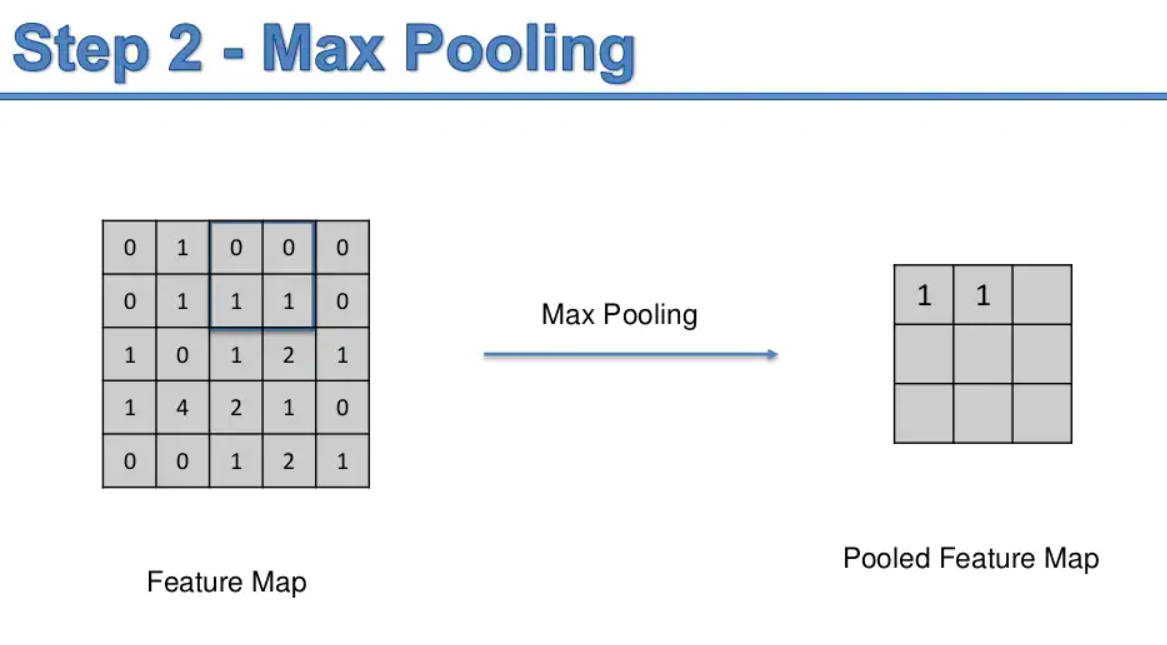 Step 2 - Max Pooling
0 1 0 0 0
0 1 1 1 0
1 0 1 2 1
1 4 2 1 0
0 0 1 2 1
Feature Map
Max Pooling
1 1
Pooled Feature Map